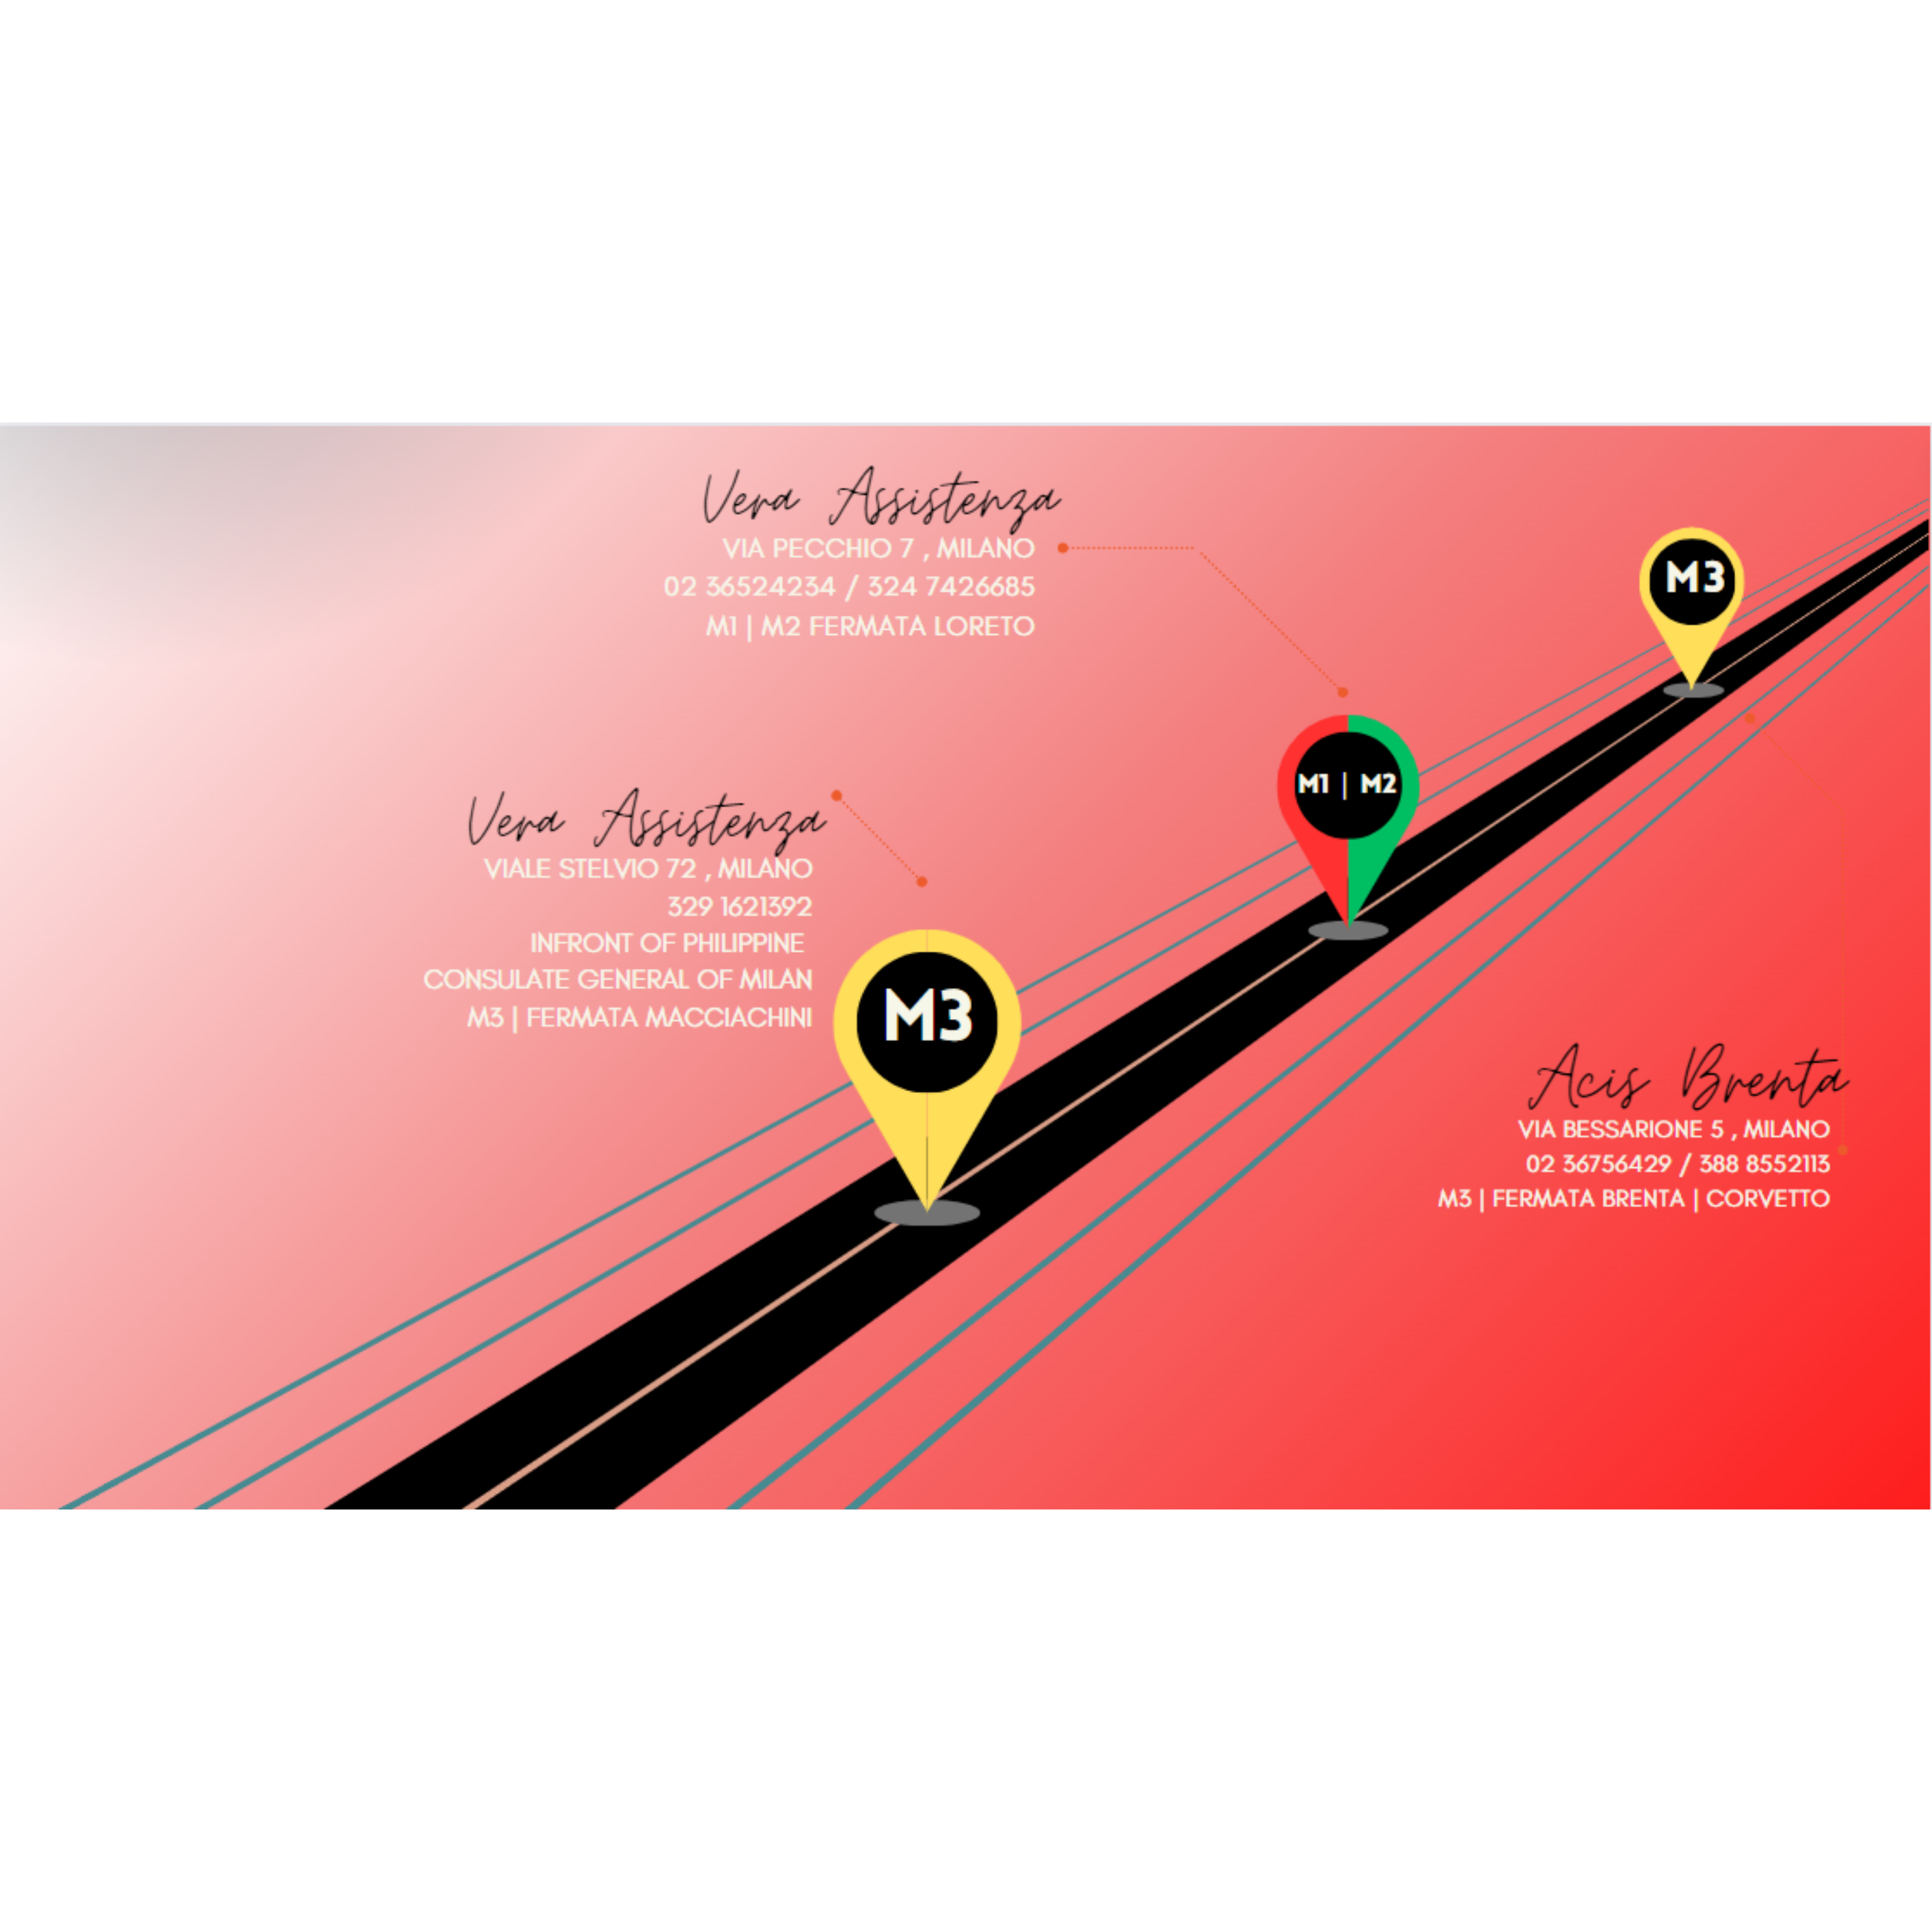 Vera Assistenza
VIA PECCHIO 7 , MILANO
02 36524234 / 324 7426685
M1 | M2 FERMATA LORETO
M3
M1 | M2
Vera Assistenza
VIALE STELVIO 72 , MILANO
329 1621392
INFRONT OF PHILIPPINE
CONSULATE GENERAL OF MILAN
M3 | FERMATA MACCIACHINI
M3
Acis Brenta
VIA BESSARIONE 5 , MILANO
02 36756429 / 388 8552113
M3 | FERMATA BRENTA | CORVETTO